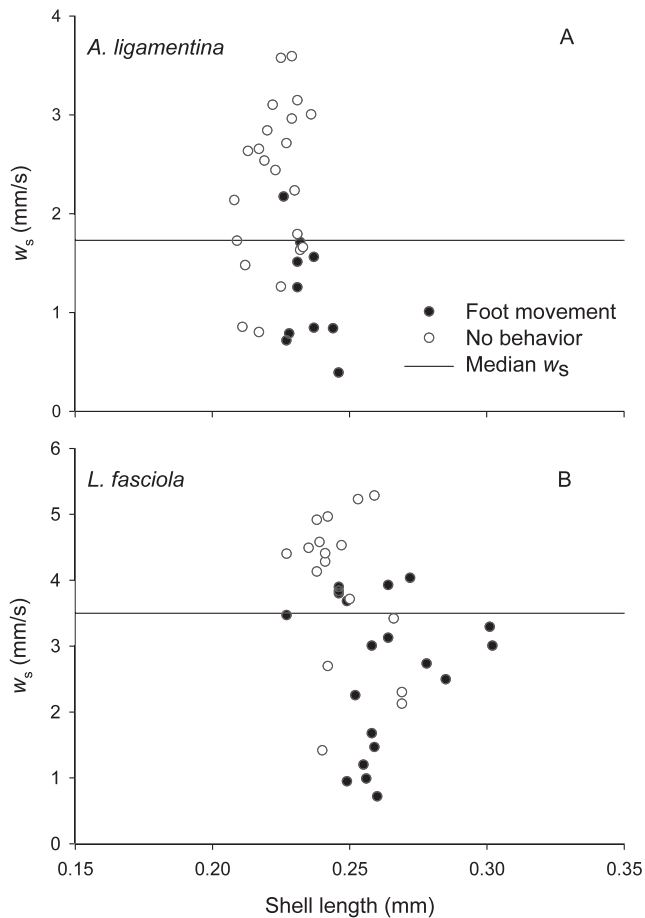 4
A. ligamentina
A
3
2
1
0
ws (mm/s)
Foot movement
No behavior
Median ws
6
L. fasciola
B
5
4
3
2
1
0
ws (mm/s)
0.15 0.20 0.25 0.30 0.35
Shell length (mm)